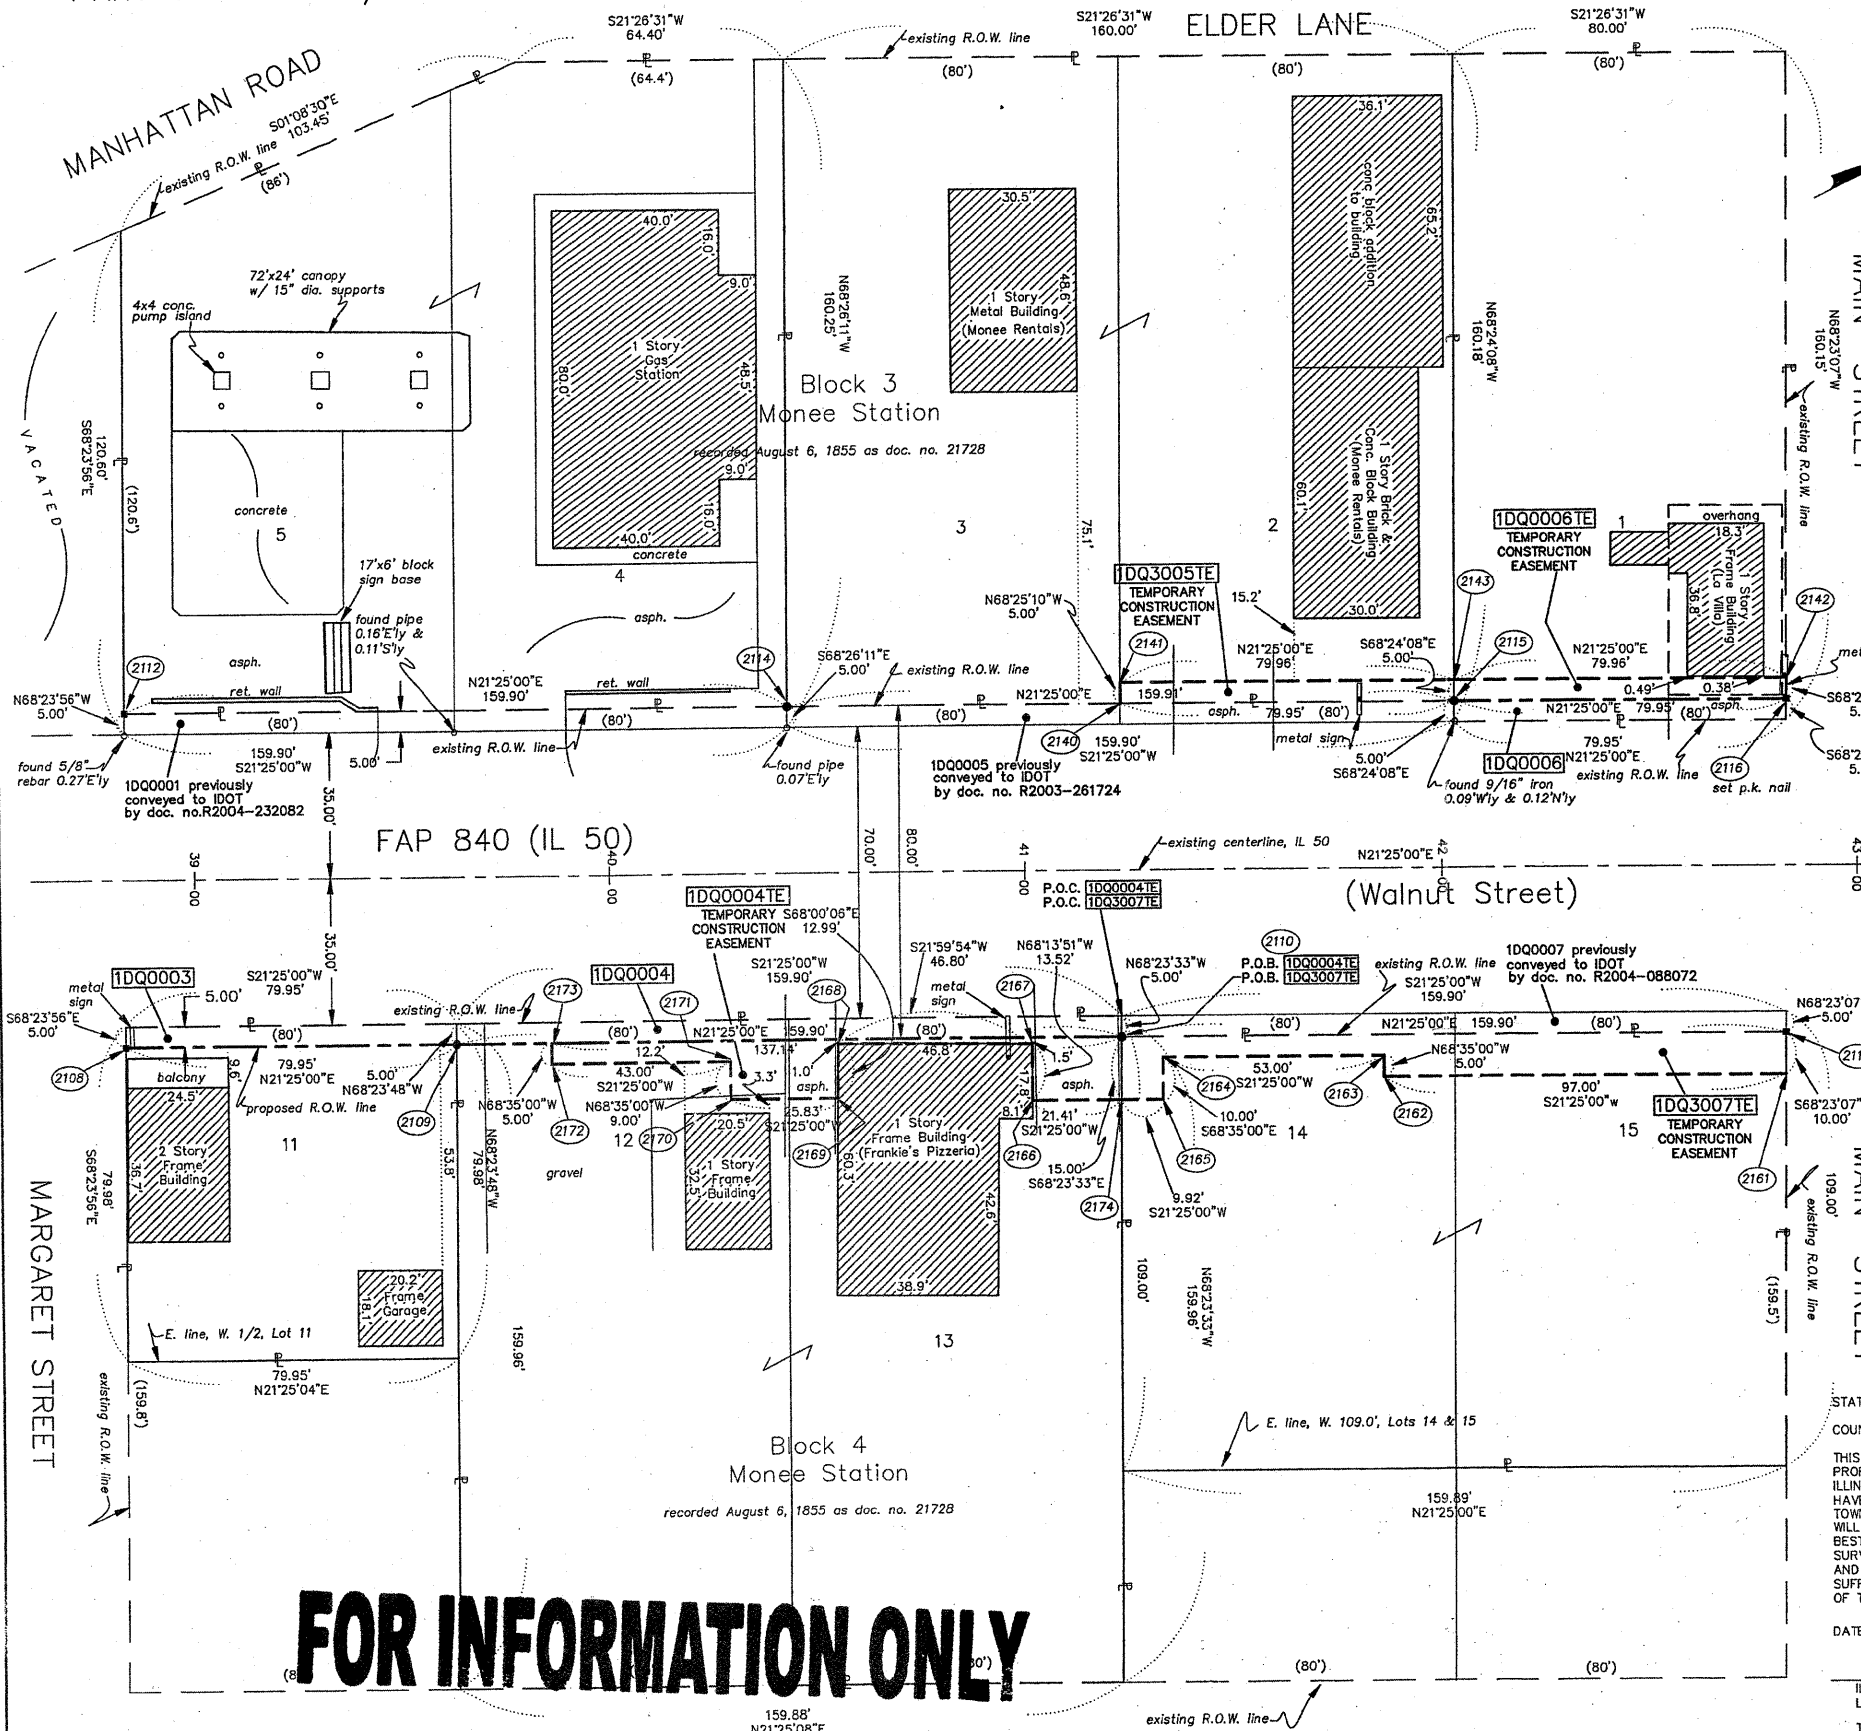 MANHATTAN ROAD
S01°08'30"E
103.45'
existing R.O.W. line
(86')
S21°26'31"W
64.40'
(64.4')
existing R.O.W. line
S21°26'31"W
160.00'
ELDER LANE
S21°26'31"W
80.00'
(80')
(80')
(80')
72'x24' canopy
w/ 15" dia. supports
4x4 conc.
pump island
VACATED
S68°23'56"E
120.60'
(120.6')
concrete
5
17'x6' block
sign base
found pipe
0.16'E'ly &
0.11'S'ly
40.0'
16.0'
9.0'
1 Story
Gas
Station
80.0'
48.5'
9.0'
16.0'
40.0'
concrete
4
asph.
N68°26'11"W
160.25'
Block 3
Monee Station
recorded August 6, 1855 as doc. no. 21728
30.5'
48.6'
1 Story
Metal Building
(Monee Rentals)
3
75.1'
36.1'
conc. block addition
to building
65.2'
1 Story Brick &
Conc. Block Building
(Monee Rentals)
60.1'
30.0'
2
15.2'
N68°24'08"W
160.18'
N68°23'07"W
160.15'
existing R.O.W. line
MAIN STREET
1DQ0006TE
TEMPORARY
CONSTRUCTION
EASEMENT
1
overhang
18.3'
1 Story
Frame Building
(La Villa)
36.8'
2143
2142
2115
1DQ3005TE
TEMPORARY
CONSTRUCTION
EASEMENT
N68°25'10"W
5.00'
2141
N21°25'00"E
79.96'
S68°24'08"E
5.00'
N21°25'00"E
79.96'
0.49'
0.38'
2112
N68°23'56"W
5.00'
asph.
ret. wall
N21°25'00"E
159.90'
ret. wall
2114
S68°26'11"E
5.00'
existing R.O.W. line
N21°25'00"E
159.91'
asph.
79.95'
(80')
N21°25'00"E
79.95'
(80')
asph.
(80')
(80')
(80')
159.90'
S21°25'00"W
5.00'
existing R.O.W. line
found 5/8"
rebar 0.27'E'ly
1DQ0001 previously
conveyed to IDOT
by doc. no.R2004-232082
found pipe
0.07'E'ly
1DQ0005 previously
conveyed to IDOT
by doc. no. R2003-261724
2140
159.90'
S21°25'00"W
metal sign
5.00'
S68°24'08"E
1DQ0006
79.95'
N21°25'00"E
existing R.O.W. line
found 9/16" iron
0.09'W'ly & 0.12'N'ly
2116
set p.k. nail
35.00'
FAP 840 (IL 50)
70.00'
80.00'
existing centerline, IL 50
N21°25'00"E
39 00
40 00
41 00
42 00
43 00
(Walnut Street)
35.00'
1DQ0004TE
TEMPORARY
CONSTRUCTION
EASEMENT
S68°00'06"E
12.99'
P.O.C. 1DQ0004TE
P.O.C. 1DQ3007TE
S21°59'54"W
46.80'
N68°13'51"W
13.52'
N68°23'33"W
5.00'
2110
P.O.B. 1DQ0004TE
P.O.B. 1DQ3007TE
existing R.O.W. line
S21°25'00"W
159.90'
1DQ0007 previously
conveyed to IDOT
by doc. no. R2004-088072
metal
sign
1DQ0003
S21°25'00"W
79.95'
5.00'
S68°23'56"E
5.00'
(80')
existing R.O.W. line
2173
1DQ0004
2171
S21°25'00"W
159.90'
2168
metal
sign
2167
(80')
N21°25'00"E
159.90'
(80')
(80')
N21°25'00"E
159.90'
(80')
N68°23'07
5.00'
2108
balcony
79.95'
N21°25'00"E
9.6'
24.5'
proposed R.O.W. line
5.00'
N68°23'48"W
2109
N68°35'00"W
5.00'
2172
12.2'
43.00'
S21°25'00"W
N68°35'00"W
9.00'
137.14'
3.3'
1.0'
asph.
25.83'
S21°25'00"W
2170
2169
46.8'
1.5'
17.8'
8.1'
asph.
21.41'
S21°25'00"W
2166
15.00'
S68°23'33"E
2174
2164
53.00'
S21°25'00"W
10.00'
S68°35'00"E
2165
9.92'
S21°25'00"W
N68°35'00"W
5.00'
2163
2162
97.00'
S21°25'00"w
1DQ3007TE
TEMPORARY
CONSTRUCTION
EASEMENT
S68°23'07"
10.00'
2161
2 Story
Frame
Building
36.7'
11
53.8'
79.98'
N68°23'48"W
12
gravel
20.5'
1 Story
Frame
Building
32.5'
1 Story
Frame Building
(Frankie's Pizzeria)
60.3'
42.6'
38.9'
14
15
S68°23'56"E
79.98'
MARGARET STREET
20.2'
Frame
Garage
18.1'
E. line, W. 1/2, Lot 11
79.95'
N21°25'04"E
(159.8')
existing R.O.W. line
159.96'
13
109.00'
N68°23'33"W
159.96'
109.00'
existing R.O.W. line
(159.5')
MAIN STREET
E. line, W. 109.0', Lots 14 & 15
159.89'
N21°25'00"E
Block 4
Monee Station
recorded August 6, 1855 as doc. no. 21728
STAT
COUN
THIS
PROF
ILLIN
HAVE
TOWN
WILL
BEST
SURV
AND
SUFF
OF T
DATE
FOR INFORMATION ONLY
(80')
(80')
159.88'
N21°25'08"E
existing R.O.W. line